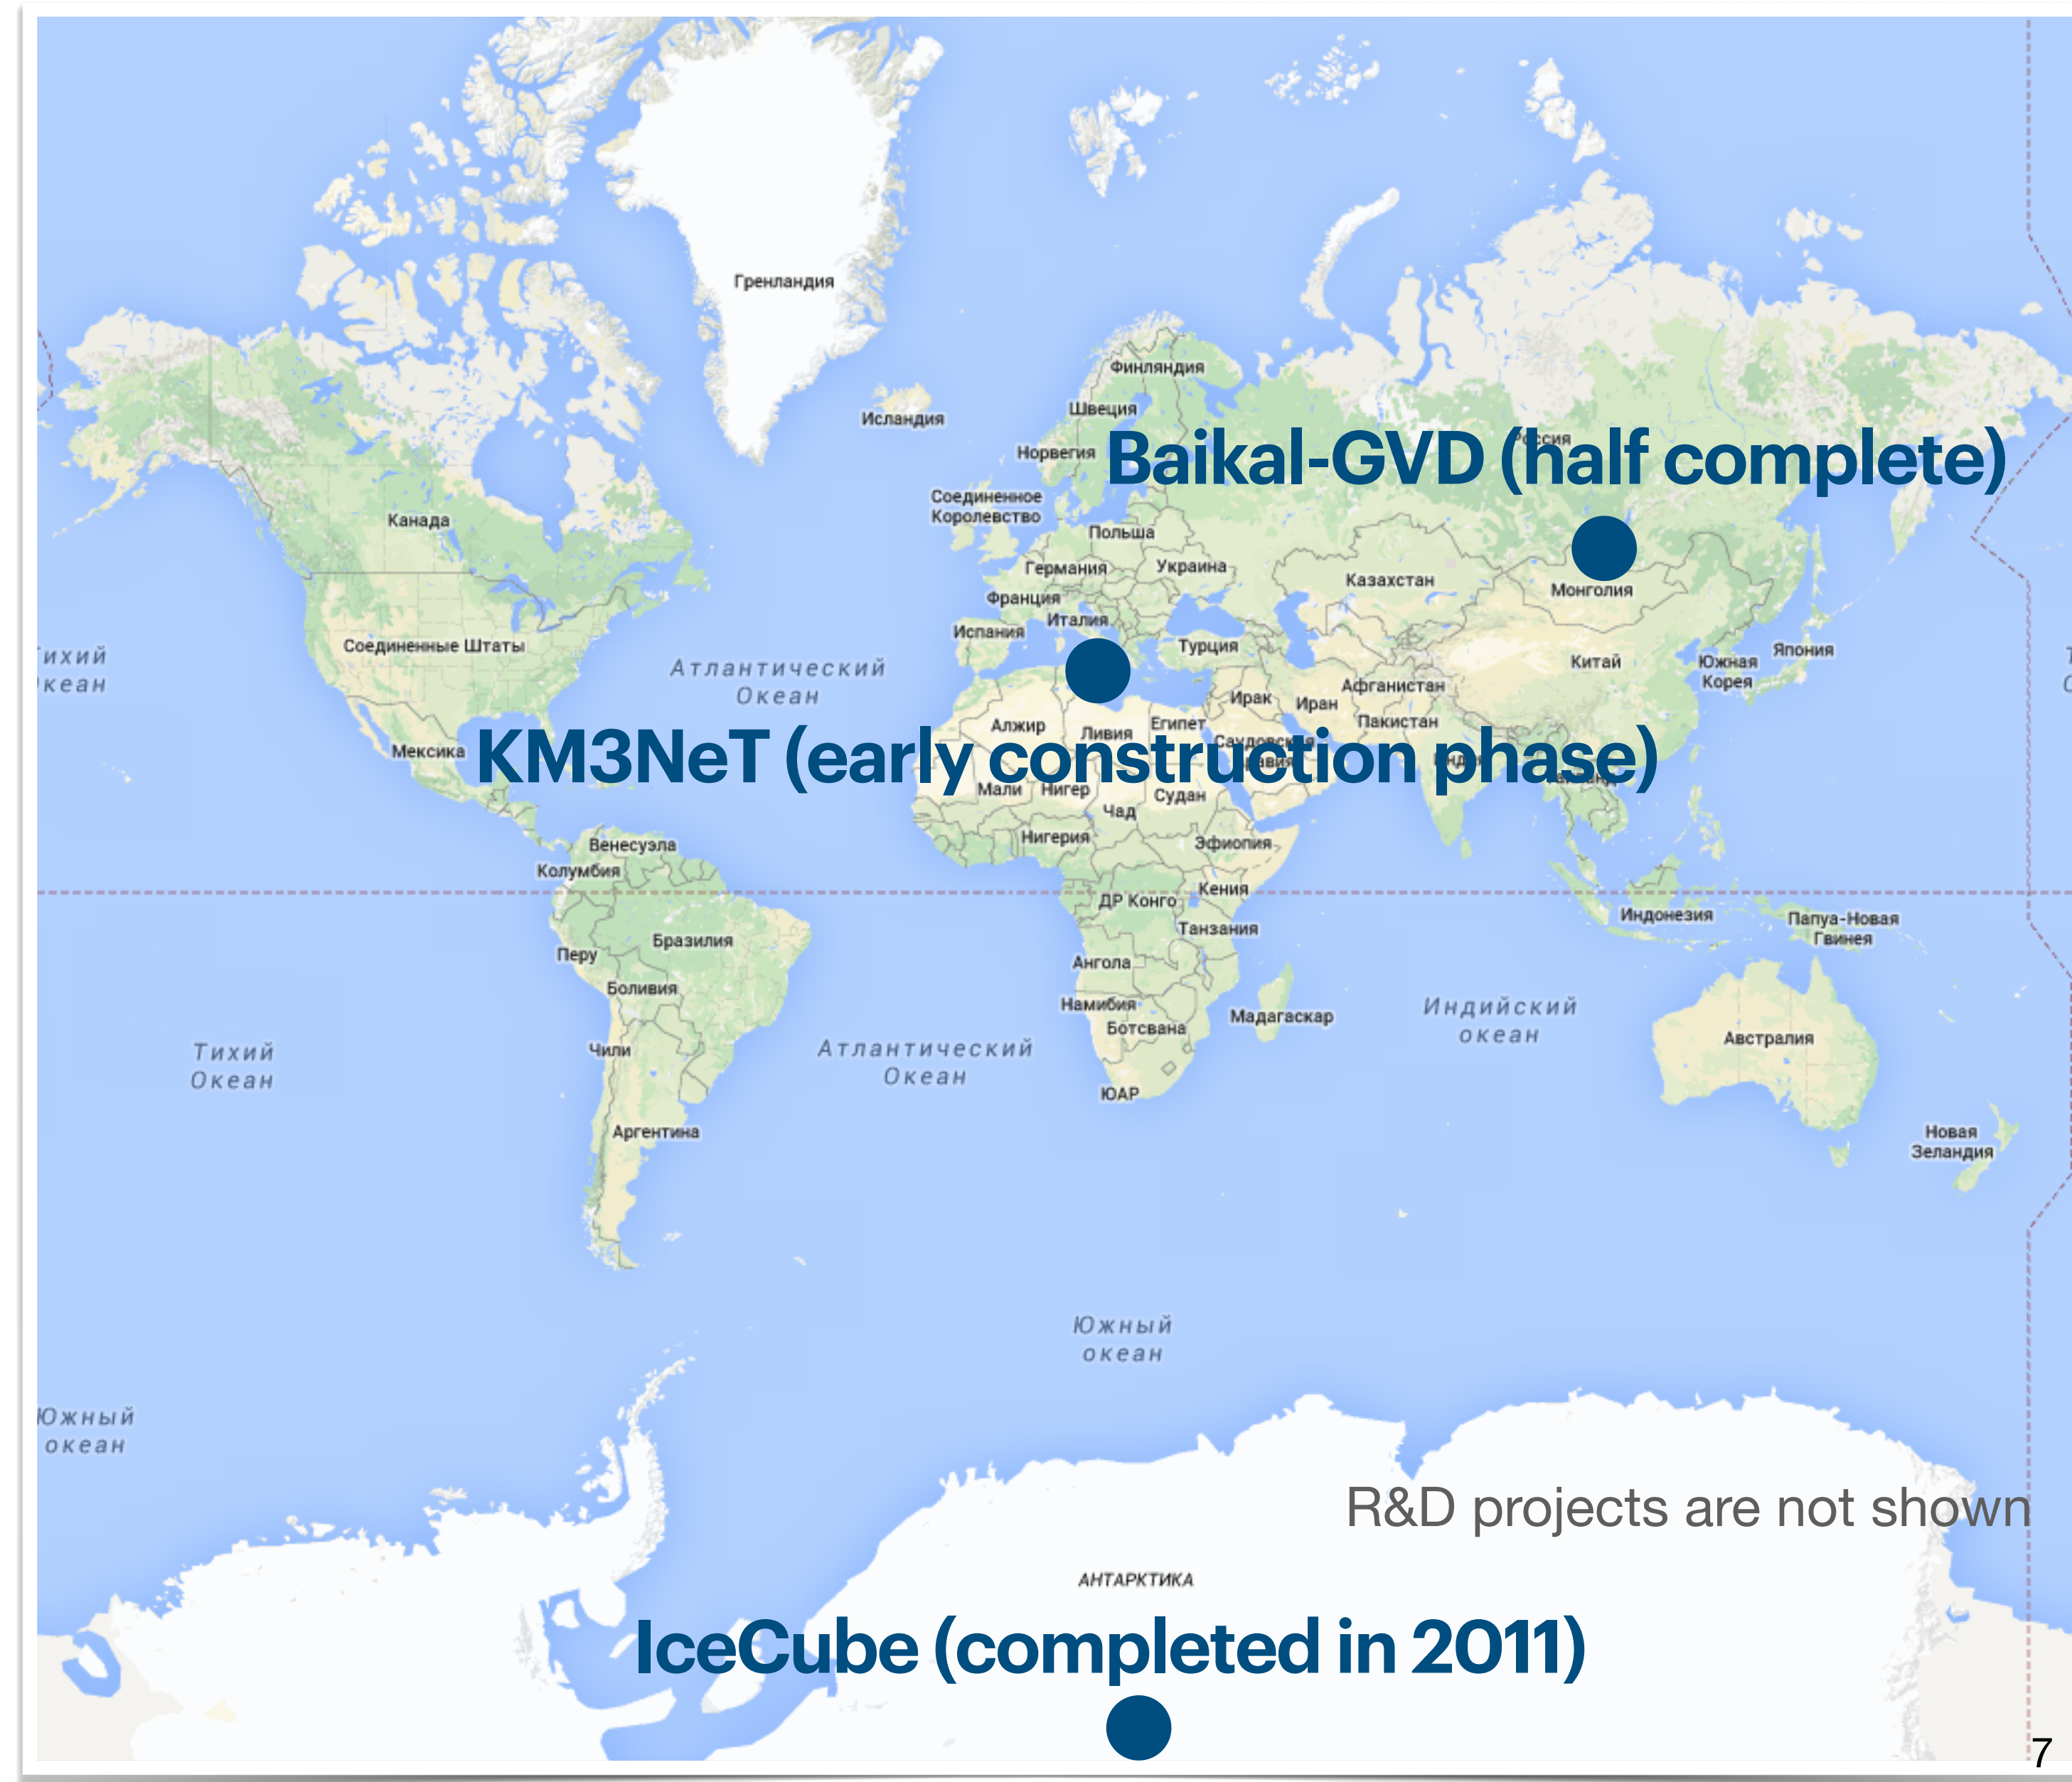 Гренландия
Финляндия
Исландия
Швеция
Норвегия
Россия
Baikal-GVD (half complete)
Соединенное
Королевство
Канада
Польша
Германия
Украина
Казахстан
Монголия
Франция
Италия
Испания
Турция
Соединенные Штаты
Атлантический
Океан
Китай
Япония
Южная
Корея
Афганистан
Ирак
Иран
Пакистан
Алжир
Ливия
Египет
Мексика
KM3NeT (early construction phase)
Мали
Нигер
Судан
Чад
Нигерия
Эфиопия
Венесуэла
Колумбия
Кения
ДР Конго
Танзания
Индонезия
Папуа-Новая
Гвинея
Бразилия
Перу
Ангола
Боливия
Намибия
Ботсвана
Мадагаскар
Индийский
океан
Австралия
Тихий
Океан
Чили
Атлантический
Океан
ЮАР
Аргентина
Новая
Зеландия
Южный
океан
Южный
океан
R&D projects are not shown
АНТАРКТИКА
IceCube (completed in 2011)
7